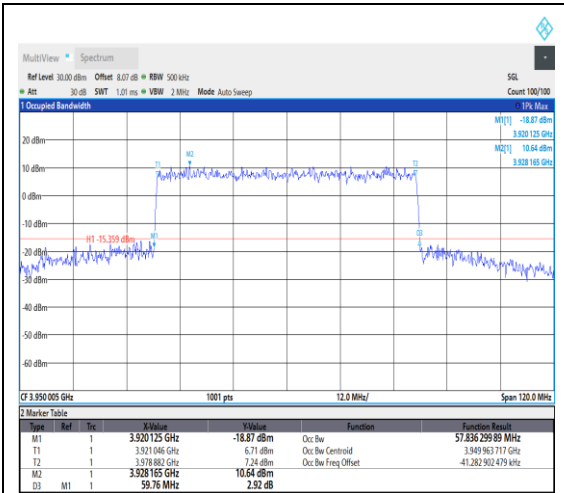 MultiView Spectrum
Ref Level 30.00 dBm Offset 8.07 dB RBW 500 kHz SGL
Att 30 dB SWT 1.01 ms VBW 2 MHz Mode Auto Sweep Count 100/100
1 Occupied Bandwidth 1Pk Max
M1[1] -18.87 dBm
3.920 125 GHz
M2[1] 10.64 dBm
3.928 165 GHz
20 dBm
M2
T1
T2
10 dBm
0 dBm
-10 dBm
H1 -15.359 dBm
M1
D3
-20 dBm
-30 dBm
-40 dBm
-50 dBm
-60 dBm
CF 3.950 005 GHz 1001 pts 12.0 MHz/ Span 120.0 MHz
2 Marker Table
Type Ref Trc X-Value Y-Value Function Function Result
M1 1 3.920125 GHz -18.87 dBm Occ Bw 57.836 299 89 MHz
T1 1 3.921 046 GHz 6.71 dBm Occ Bw Centroid 3.949 963 717 GHz
T2 1 3.978 882 GHz 7.24 dBm Occ Bw Freq Offset -41.282 902 479 kHz
M2 1 3.928165 GHz 10.64 dBm
D3 M1 1 59.76 MHz 2.92 dB